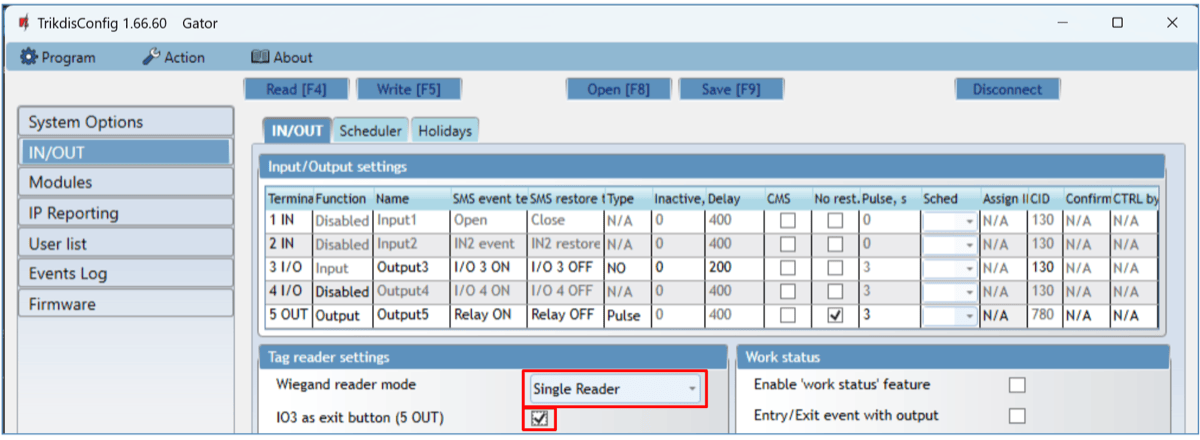 TrikdisConfig 1.66.60 Gator
Program Action About
Read [F4] Write [F5] Open [F8] Save [F9] Disconnect
System Options
IN/OUT
Modules
IP Reporting
User list
Events Log
Firmware
IN/OUT Scheduler Holidays
Input/Output settings
Termina Function Name SMS event te SMS restore t Type Inactive, Delay CMS No rest. Pulse, s Sched Assign I CID Confirm CTRL by
1 IN Disabled Input1 Open Close N/A 0 400 0 N/A 130 N/A N/A
2 IN Disabled Input2 IN2 event IN2 restore N/A 0 400 0 N/A 130 N/A N/A
3 I/O Input Output3 I/O 3 ON I/O 3 OFF NO 0 200 3 N/A 130 N/A N/A
4 I/O Disabled Output4 I/O 4 ON I/O 4 OFF N/A 0 400 3 N/A 130 N/A N/A
5 OUT Output Output5 Relay ON Relay OFF Pulse 0 400 3 N/A 780 N/A N/A
Tag reader settings
Wiegand reader mode Single Reader
IO3 as exit button (5 OUT)
Work status
Enable 'work status' feature
Entry/Exit event with output